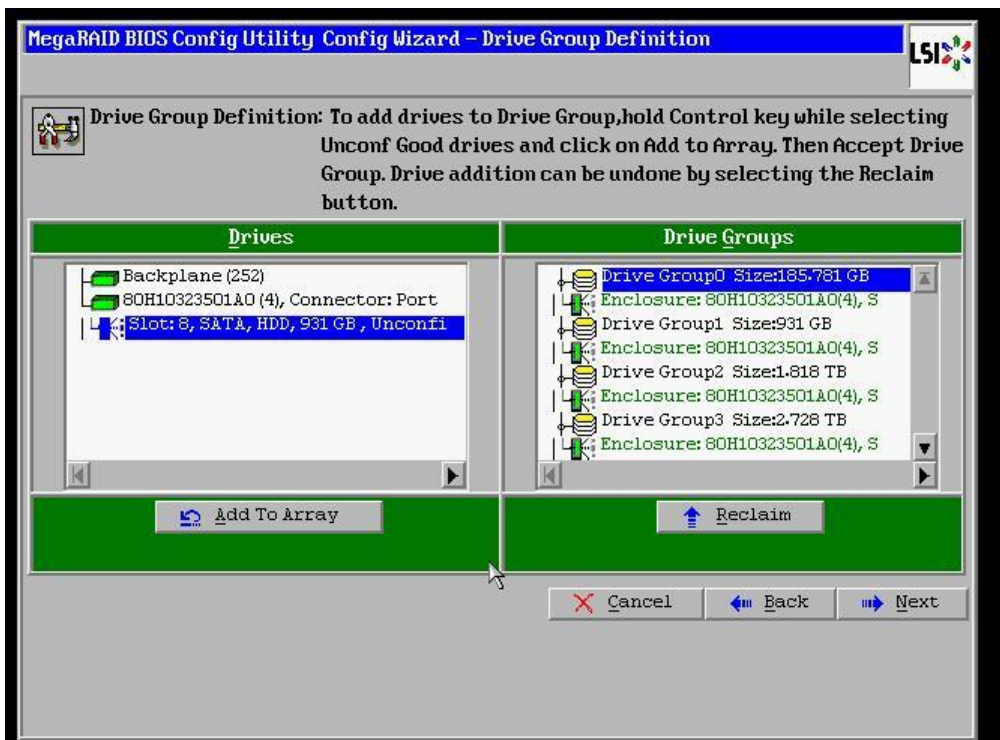 MegaRAID BIOS Config Utility Config Wizard – Drive Group Definition
LSI
Drive Group Definition: To add drives to Drive Group,hold Control key while selecting
Unconf Good drives and click on Add to Array. Then Accept Drive
Group. Drive addition can be undone by selecting the Reclaim
button.
Drives
Backplane (252)
80H10323501A0 (4), Connector: Port
Slot: 8, SATA, HDD, 931 GB , Unconfi
Add To Array
Drive Groups
Drive Group0 Size:185.781 GB
Enclosure: 80H10323501A0(4), S
Drive Group1 Size:931 GB
Enclosure: 80H10323501A0(4), S
Drive Group2 Size:1.818 TB
Enclosure: 80H10323501A0(4), S
Drive Group3 Size:2.728 TB
Enclosure: 80H10323501A0(4), S
Reclaim
Cancel
Back
Next